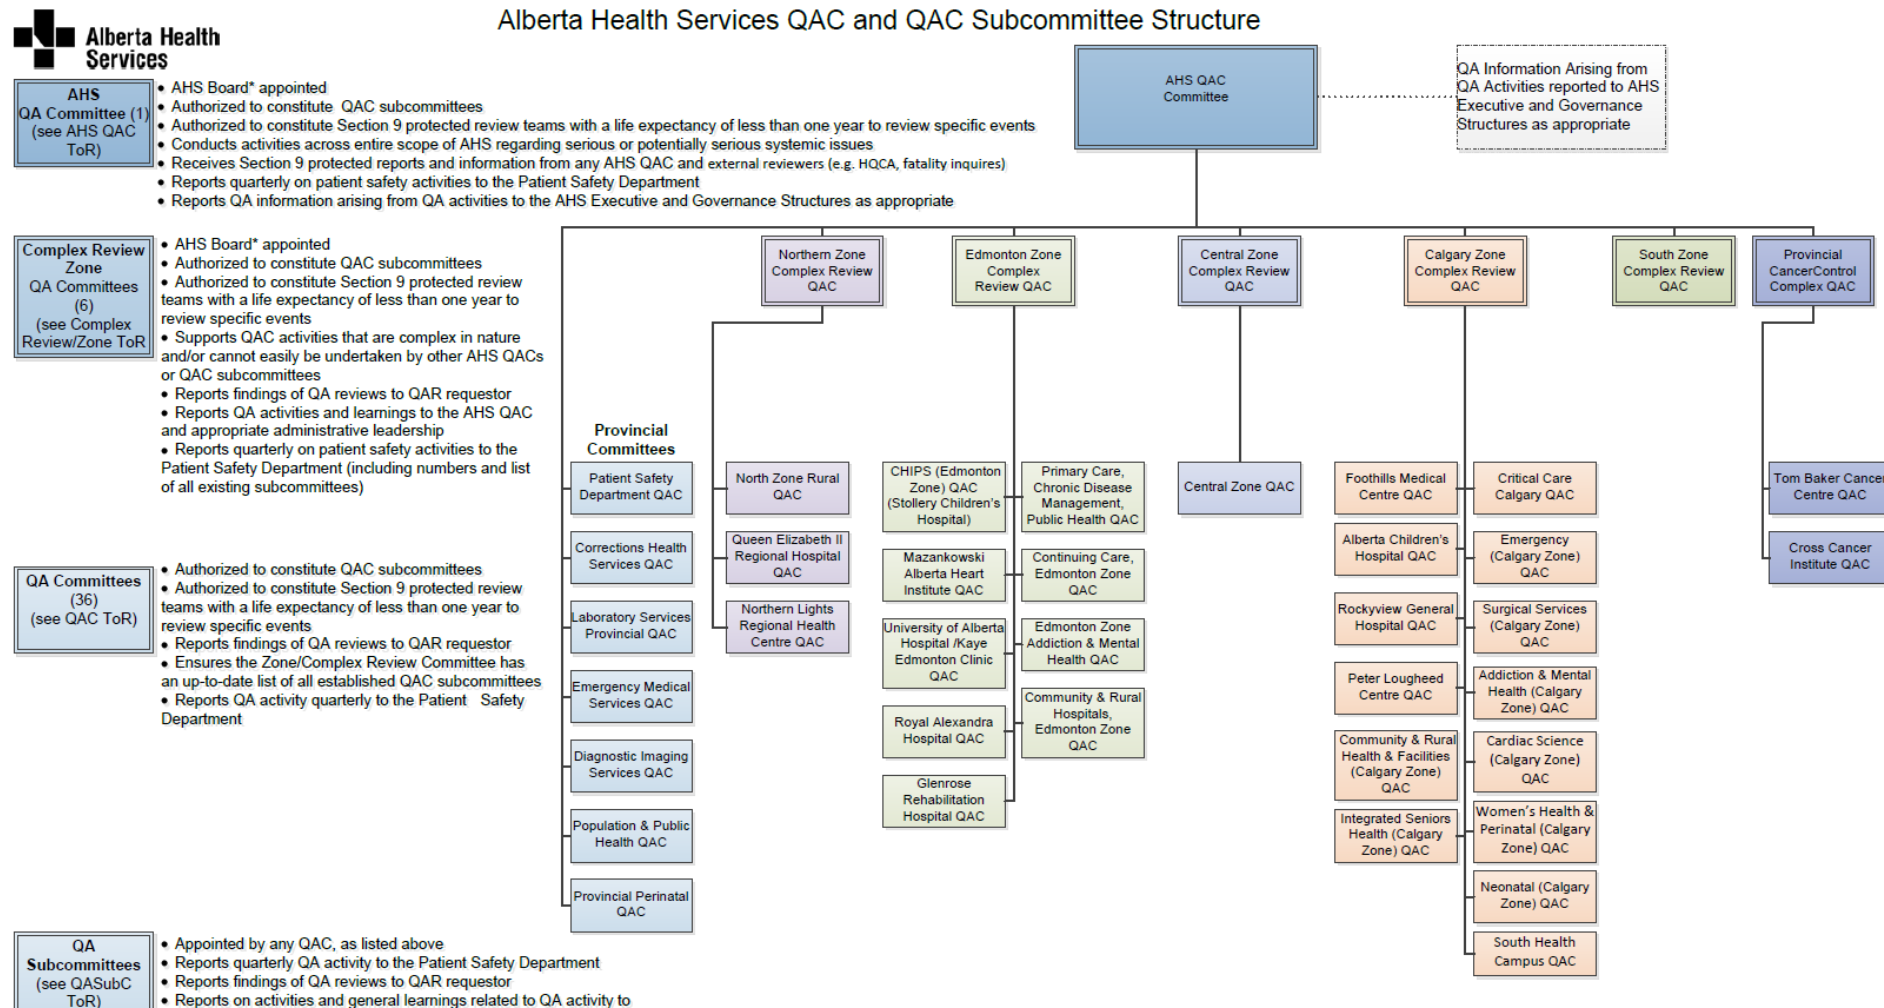 Alberta Health Services QAC and QAC Subcommittee Structure
Alberta Health
Services
AHS
QA Committee (1)
(see AHS QAC
ToR)
• AHS Board* appointed
• Authorized to constitute QAC subcommittees
• Authorized to constitute Section 9 protected review teams with a life expectancy of less than one year to review specific events
• Conducts activities across entire scope of AHS regarding serious or potentially serious systemic issues
• Receives Section 9 protected reports and information from any AHS QAC and external reviewers (e.g. HQCA, fatality inquires)
• Reports quarterly on patient safety activities to the Patient Safety Department
• Reports QA information arising from QA activities to the AHS Executive and Governance Structures as appropriate
AHS QAC
Committee
QA Information Arising from
QA Activities reported to AHS
Executive and Governance
Structures as appropriate
Complex Review
Zone
QA Committees
(6)
(see Complex
Review/Zone ToR
• AHS Board* appointed
• Authorized to constitute QAC subcommittees
• Authorized to constitute Section 9 protected review
teams with a life expectancy of less than one year to
review specific events
• Supports QAC activities that are complex in nature
and/or cannot easily be undertaken by other AHS QACs
or QAC subcommittees
• Reports findings of QA reviews to QAR requestor
• Reports QA activities and learnings to the AHS QAC
and appropriate administrative leadership
• Reports quarterly on patient safety activities to the
Patient Safety Department (including numbers and list
of all existing subcommittees)
Northern Zone
Complex Review
QAC
Edmonton Zone
Complex
Review QAC
Central Zone
Complex Review
QAC
Calgary Zone
Complex Review
QAC
South Zone
Complex Review
QAC
Provincial
CancerControl
Complex QAC
QA Committees
(36)
(see QAC ToR)
• Authorized to constitute QAC subcommittees
• Authorized to constitute Section 9 protected review
teams with a life expectancy of less than one year to
review specific events
• Reports findings of QA reviews to QAR requestor
• Ensures the Zone/Complex Review Committee has
an up-to-date list of all established QAC subcommittees
• Reports QA activity quarterly to the Patient Safety
Department
Provincial
Committees
Patient Safety
Department QAC
Corrections Health
Services QAC
Laboratory Services
Provincial QAC
Emergency Medical
Services QAC
Diagnostic Imaging
Services QAC
Population & Public
Health QAC
Provincial Perinatal
QAC
North Zone Rural
QAC
Queen Elizabeth II
Regional Hospital
QAC
Northern Lights
Regional Health
Centre QAC
CHIPS (Edmonton
Zone) QAC
(Stollery Children's
Hospital)
Mazankowski
Alberta Heart
Institute QAC
University of Alberta
Hospital /Kaye
Edmonton Clinic
QAC
Royal Alexandra
Hospital QAC
Glenrose
Rehabilitation
Hospital QAC
Primary Care,
Chronic Disease
Management,
Public Health QAC
Continuing Care,
Edmonton Zone
QAC
Edmonton Zone
Addiction & Mental
Health QAC
Community & Rural
Hospitals,
Edmonton Zone
QAC
Central Zone QAC
Foothills Medical
Centre QAC
Alberta Children's
Hospital QAC
Rockyview General
Hospital QAC
Peter Lougheed
Centre QAC
Community & Rural
Health & Facilities
(Calgary Zone)
QAC
Integrated Seniors
Health (Calgary
Zone) QAC
Critical Care
Calgary QAC
Emergency
(Calgary Zone)
QAC
Surgical Services
(Calgary Zone)
QAC
Addiction & Mental
Health (Calgary
Zone) QAC
Cardiac Science
(Calgary Zone)
QAC
Women's Health &
Perinatal (Calgary
Zone) QAC
Neonatal (Calgary
Zone) QAC
South Health
Campus QAC
Tom Baker Cancer
Centre QAC
Cross Cancer
Institute QAC
QA
Subcommittees
(see QASubC
ToR)
• Appointed by any QAC, as listed above
• Reports quarterly QA activity to the Patient Safety Department
• Reports findings of QA reviews to QAR requestor
• Reports on activities and general learnings related to QA activity to